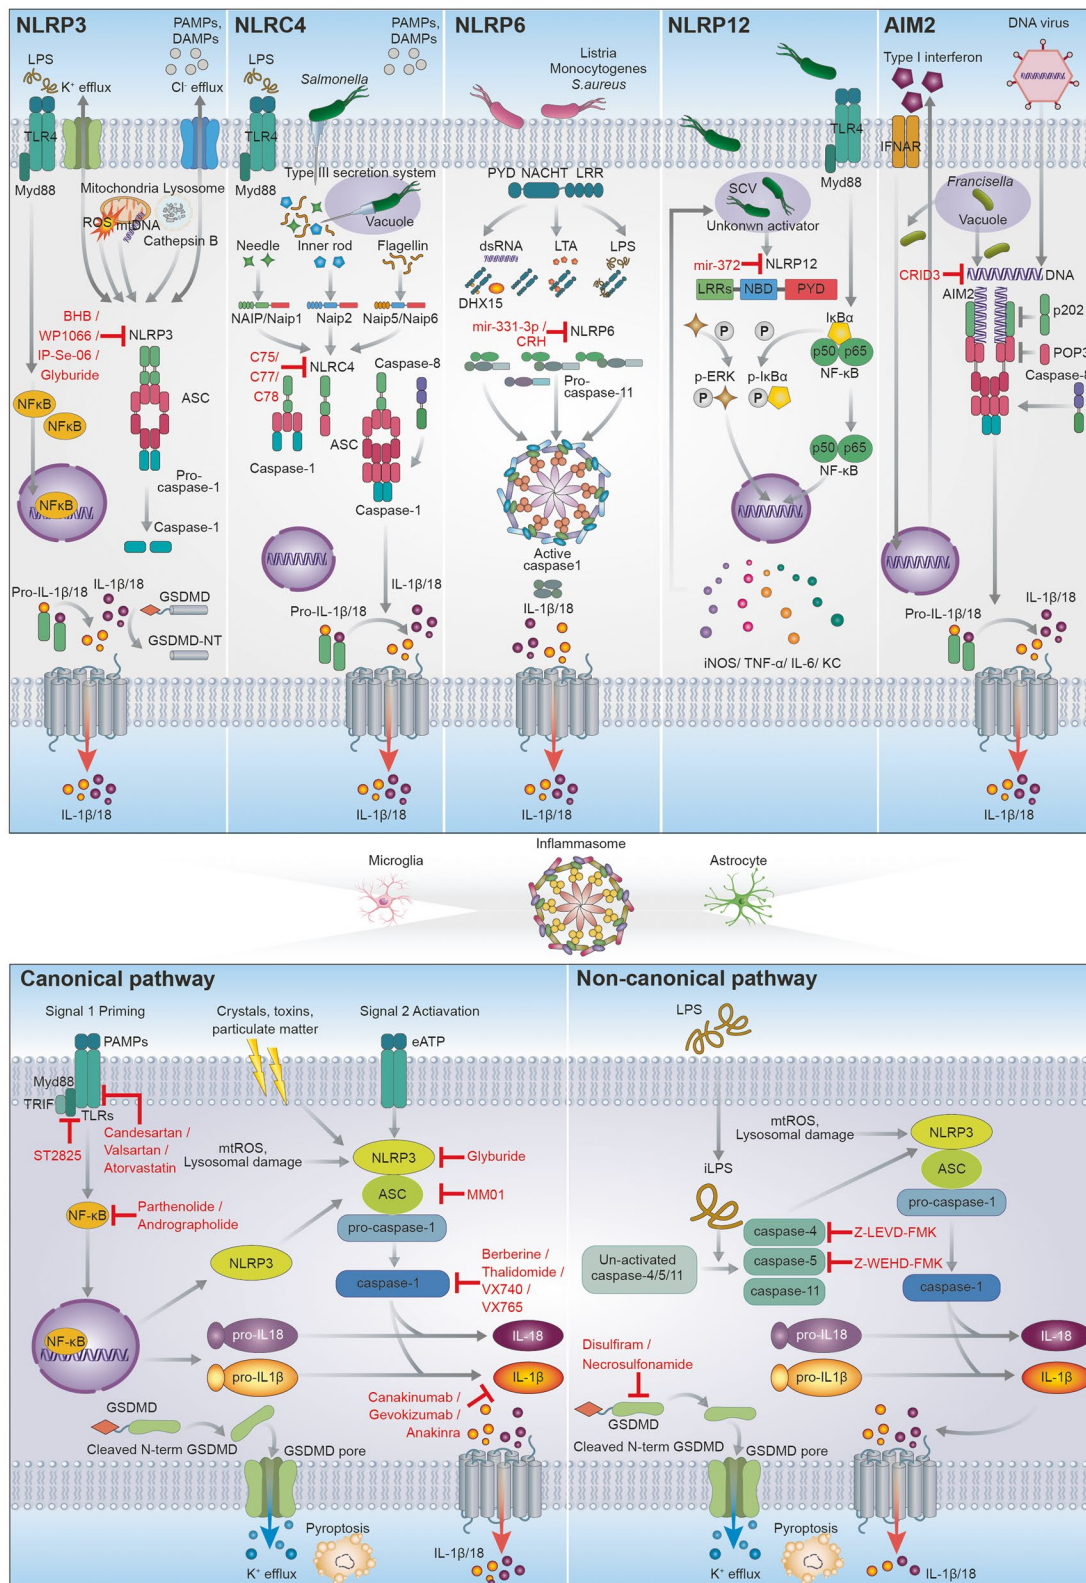 NLRP3
PAMPs,
DAMPs
LPS
K⁺ efflux
Cl⁻ efflux
TLR4
Myd88
Mitochondria
Lysosome
ROS
mtDNA
Cathepsin B
BHB /
WP1066 /
IP-Se-06 /
Glyburide
NLRP3
NFκB
NFκB
ASC
Pro-
caspase-1
NFκB
Caspase-1
Pro-IL-1β/18
IL-1β/18
GSDMD
GSDMD-NT
IL-1β/18
NLRC4
PAMPs,
DAMPs
LPS
Salmonella
TLR4
Myd88
Type III secretion system
Vacuole
Needle
Inner rod
Flagellin
NAIP/Naip1
Naip2
Naip5/Naip6
C75/
C77/
C78
NLRC4
Caspase-8
ASC
Caspase-1
Caspase-1
IL-1β/18
Pro-IL-1β/18
IL-1β/18
NLRP6
Listria
Monocytogenes
S.aureus
PYD NACHT LRR
dsRNA
LTA
LPS
DHX15
mir-331-3p /
CRH
NLRP6
Pro-
caspase-11
Active
caspase1
IL-1β/18
IL-1β/18
NLRP12
TLR4
Myd88
SCV
Unkonwn activator
mir-372
NLRP12
LRRs
NBD
PYD
IκBα
P
P
p50
p65
NF-κB
p-ERK
p-IκBα
P
P
p50
p65
NF-κB
iNOS/ TNF-α/ IL-6/ KC
AIM2
DNA virus
Type I interferon
IFNAR
Francisella
Vacuole
CRID3
DNA
AIM2
p202
POP3
Caspase-8
Pro-IL-1β/18
IL-1β/18
IL-1β/18
Microglia
Inflammasome
Astrocyte
Canonical pathway
Signal 1 Priming
Crystals, toxins,
particulate matter
Signal 2 Actiavation
PAMPs
eATP
Myd88
TRIF
TLRs
ST2825
Candesartan /
Valsartan /
Atorvastatin
mtROS,
Lysosomal damage
NLRP3
Glyburide
ASC
MM01
NF-κB
Parthenolide /
Andrographolide
pro-caspase-1
NLRP3
caspase-1
Berberine /
Thalidomide /
VX740 /
VX765
NF-κB
pro-IL18
IL-18
pro-IL1β
IL-1β
Canakinumab /
Gevokizumab /
Anakinra
GSDMD
Cleaved N-term GSDMD
GSDMD pore
Pyroptosis
K⁺ efflux
IL-1β/18
Non-canonical pathway
LPS
mtROS,
Lysosomal damage
NLRP3
iLPS
ASC
pro-caspase-1
Un-activated
caspase-4/5/11
caspase-4
Z-LEVD-FMK
caspase-5
Z-WEHD-FMK
caspase-11
caspase-1
Disulfiram /
Necrosulfonamide
pro-IL18
IL-18
pro-IL1β
IL-1β
GSDMD
Cleaved N-term GSDMD
GSDMD pore
Pyroptosis
K⁺ efflux
IL-1β/18